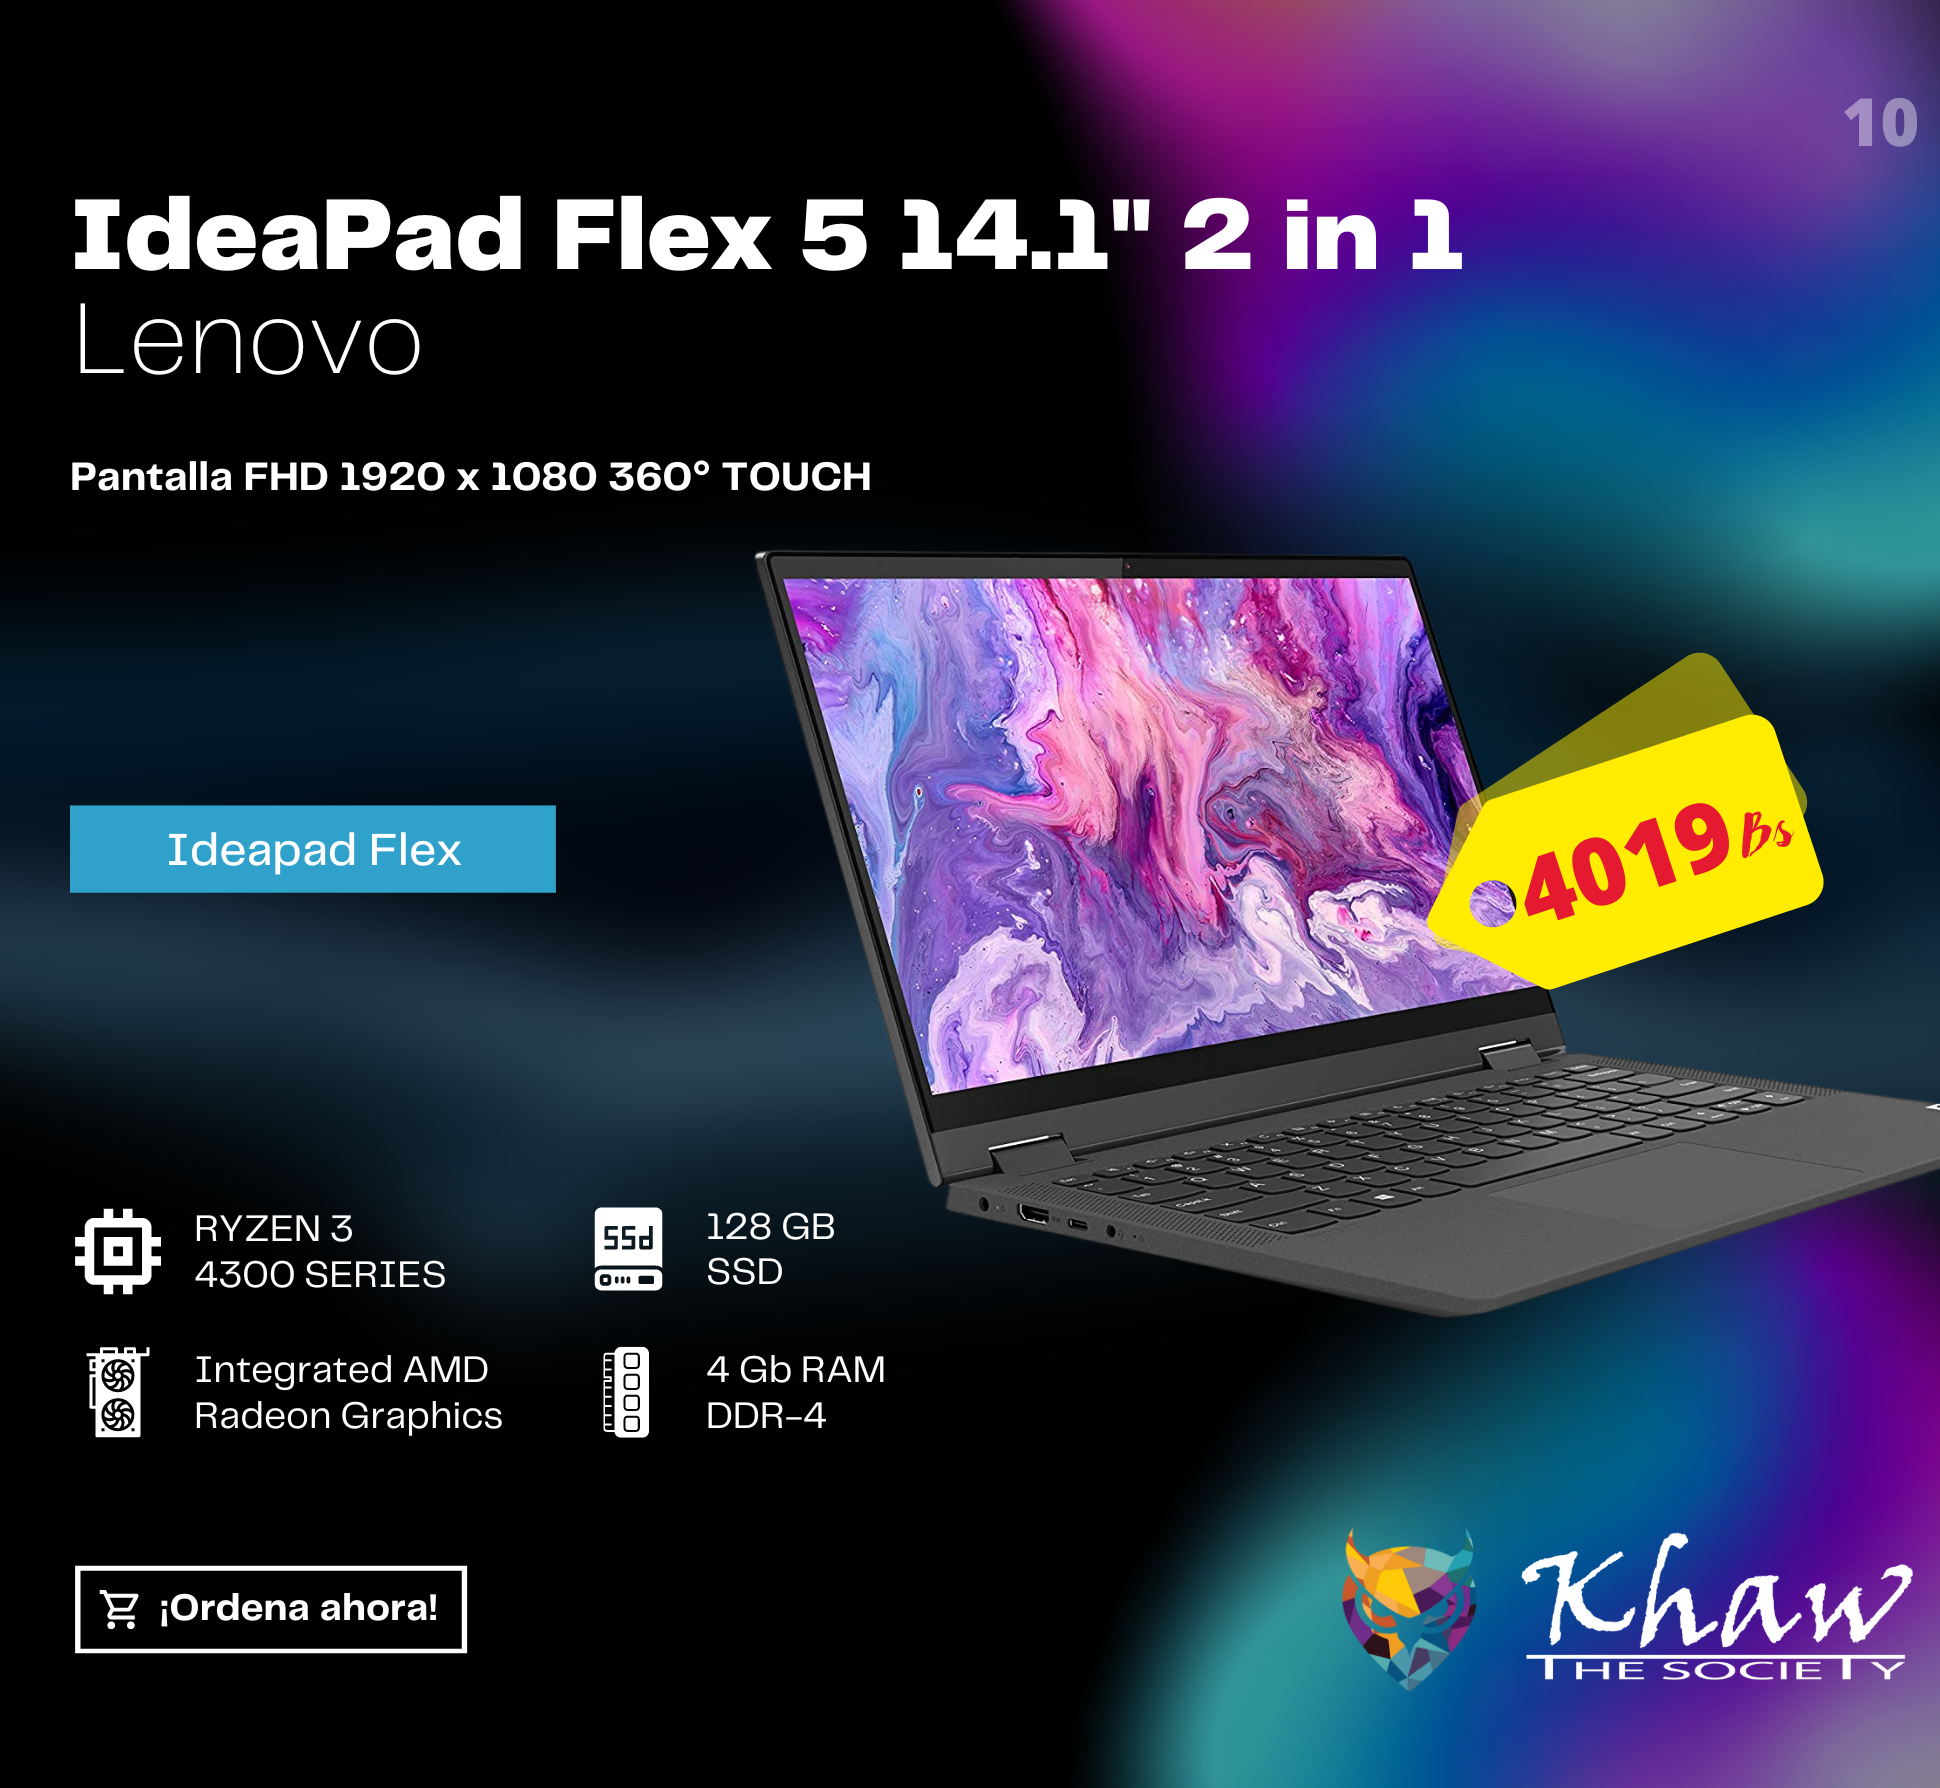 10
IdeaPad Flex 5 14.1" 2 in 1
Lenovo
Pantalla FHD 1920 x 1080 360° TOUCH
4019 Bs
Ideapad Flex
RYZEN 3
4300 SERIES
ssd
128 GB
SSD
Integrated AMD
Radeon Graphics
4 Gb RAM
DDR-4
¡Ordena ahora!
Khaw
THE SOCIETY